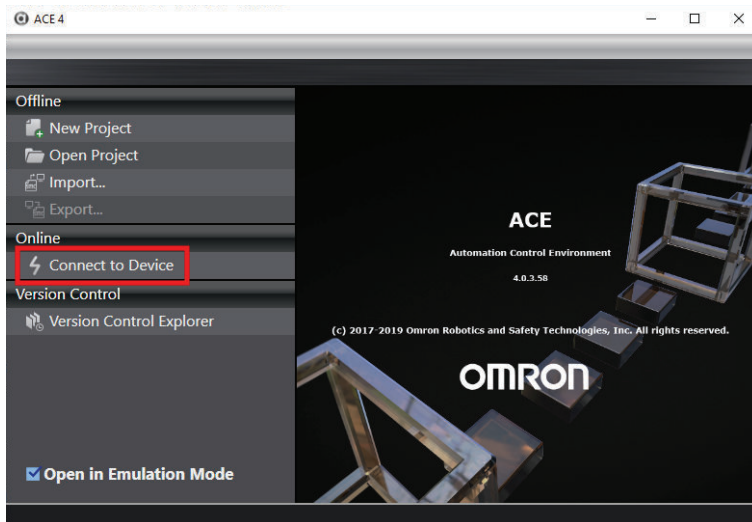 ACE 4
Offline
New Project
Open Project
Import...
Export...
Online
Connect to Device
Version Control
Version Control Explorer
Open in Emulation Mode
ACE
Automation Control Environment
4.0.3.58
(c) 2017-2019 Omron Robotics and Safety Technologies, Inc. All rights reserved.
OMRON